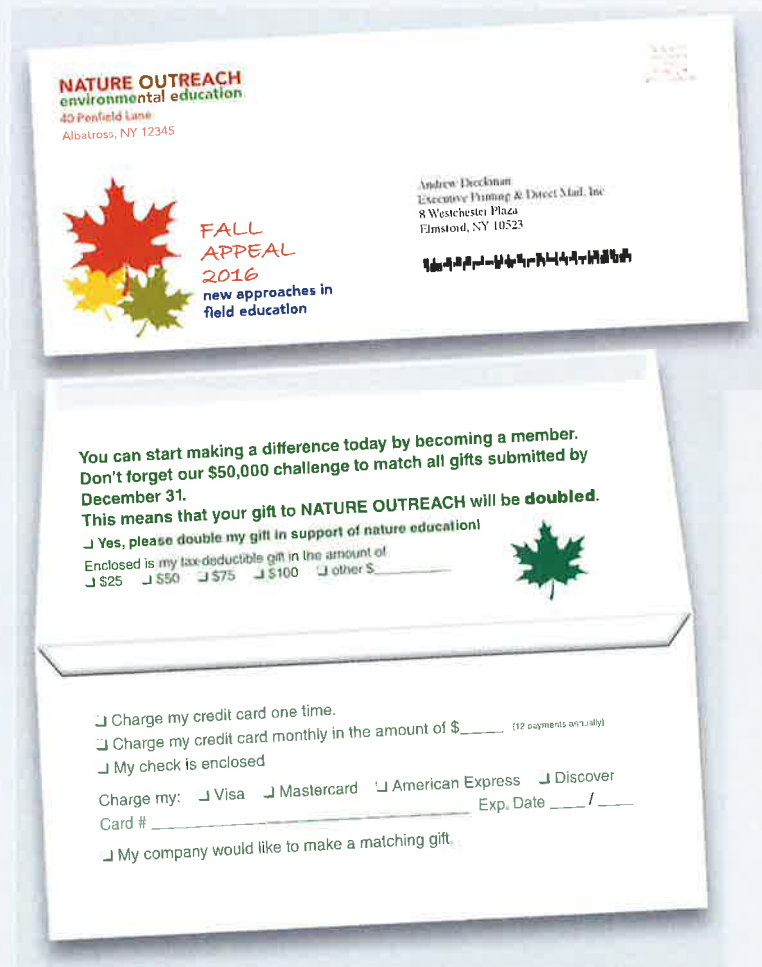 NATURE OUTREACH
environmental education
40 Penfield Lane
Albatross, NY 12345
FALL
APPEAL
2016
new approaches in
field education
Andrew Dieckman
Executive Printing & Direct Mail, Inc
8 Westchester Plaza
Elmsford, NY 10523
You can start making a difference today by becoming a member.
Don't forget our $50,000 challenge to match all gifts submitted by
December 31.
This means that your gift to NATURE OUTREACH will be doubled.
❏ Yes, please double my gift in support of nature education!
Enclosed is my tax-deductible gift in the amount of
❏ $25 ❏ $50 ❏ $75 ❏ $100 ❏ other $__________
❏ Charge my credit card one time.
❏ Charge my credit card monthly in the amount of $_____ (12 payments annually)
❏ My check is enclosed
Charge my: ❏ Visa ❏ Mastercard ❏ American Express ❏ Discover
Card # ______________________________ Exp. Date ____ / ____
❏ My company would like to make a matching gift.